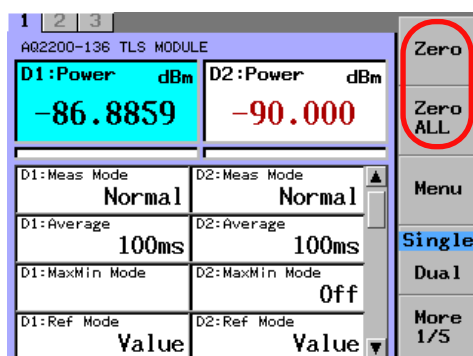 1 2 3
AQ2200-136 TLS MODULE
D1:Power dBm
-86.8859
D2:Power dBm
-90.000
D1:Meas Mode
Normal
D2:Meas Mode
Normal
D1:Average
100ms
D2:Average
100ms
D1:MaxMin Mode
D2:MaxMin Mode
Off
D1:Ref Mode
Value
D2:Ref Mode
Value
Zero
Zero
ALL
Menu
Single
Dual
More
1/5